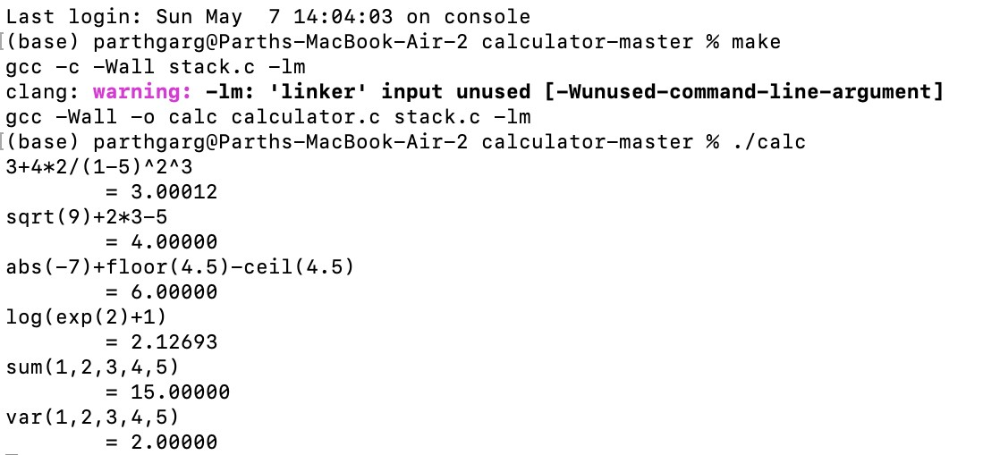 Last login: Sun May  7 14:04:03 on console
[(base) parthgarg@Parths-MacBook-Air-2 calculator-master % make
gcc -c -Wall stack.c -lm
clang: warning: -lm: 'linker' input unused [-Wunused-command-line-argument]
gcc -Wall -o calc calculator.c stack.c -lm
[(base) parthgarg@Parths-MacBook-Air-2 calculator-master % ./calc
3+4*2/(1-5)^2^3
        = 3.00012
sqrt(9)+2*3-5
        = 4.00000
abs(-7)+floor(4.5)-ceil(4.5)
        = 6.00000
log(exp(2)+1)
        = 2.12693
sum(1,2,3,4,5)
        = 15.00000
var(1,2,3,4,5)
        = 2.00000